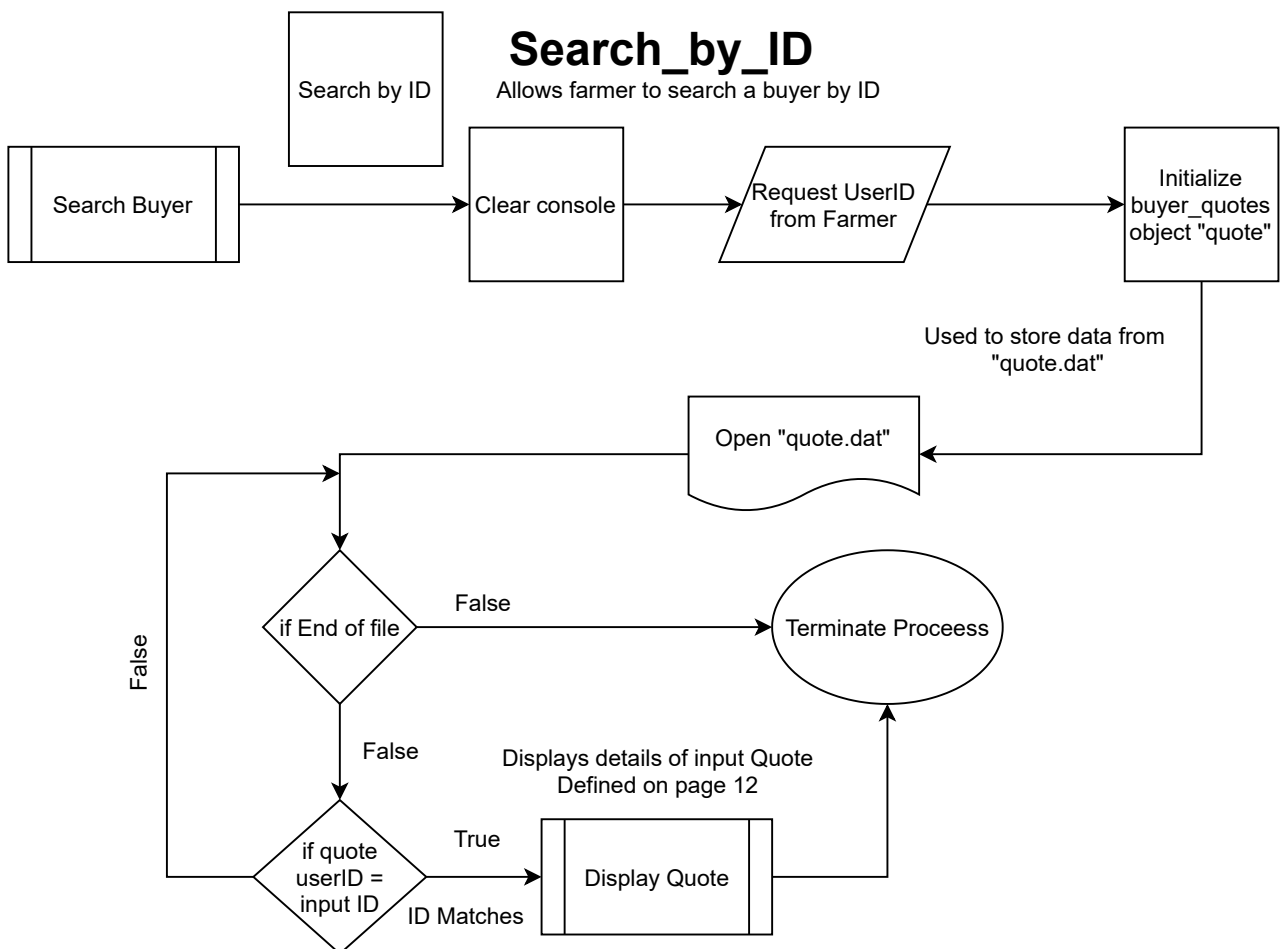 Search_by_ID
Allows farmer to search a buyer by ID
Search by ID
Search Buyer
Clear console
Request UserID
from Farmer
Initialize
buyer_quotes
object "quote"
Used to store data from
"quote.dat"
Open "quote.dat"
if End of file
False
Terminate Proceess
False
False
Displays details of input Quote
Defined on page 12
if quote
userID =
input ID
True
ID Matches
Display Quote